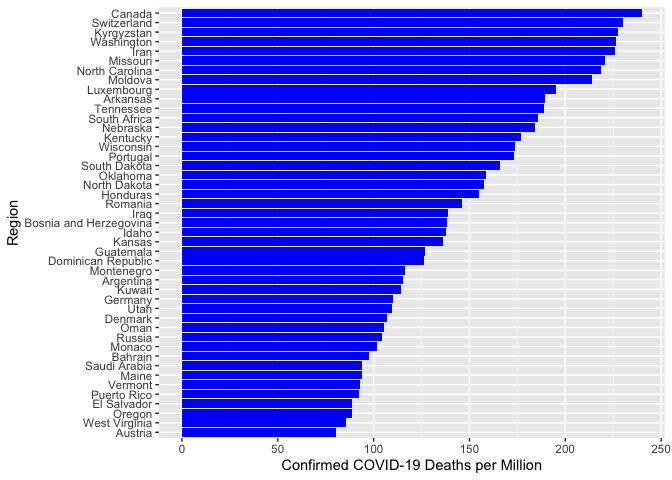 Canada
Switzerland
Kyrgyzstan
Washington
Iran
Missouri
North Carolina
Moldova
Luxembourg
Arkansas
Tennessee
South Africa
Nebraska
Kentucky
Wisconsin
Portugal
South Dakota
Oklahoma
North Dakota
Honduras
Romania
Iraq
Bosnia and Herzegovina
Idaho
Kansas
Guatemala
Dominican Republic
Montenegro
Argentina
Kuwait
Germany
Utah
Denmark
Oman
Russia
Monaco
Bahrain
Saudi Arabia
Maine
Vermont
Puerto Rico
El Salvador
Oregon
West Virginia
Austria
Region
0 50 100 150 200 250
Confirmed COVID-19 Deaths per Million